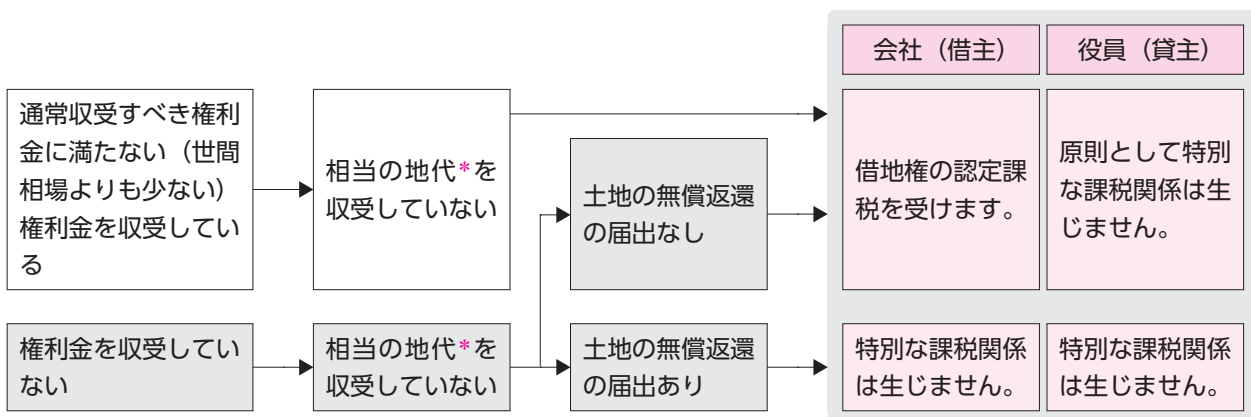 会社（借主）
役員（貸主）
通常収受すべき権利
金に満たない（世間
相場よりも少ない）
権利金を収受してい
る
相当の地代*を
収受していない
土地の無償返還
の届出なし
借地権の認定課
税を受けます。
原則として特別
な課税関係は生
じません。
権利金を収受してい
ない
相当の地代*を
収受していない
土地の無償返還
の届出あり
特別な課税関係
は生じません。
特別な課税関係
は生じません。